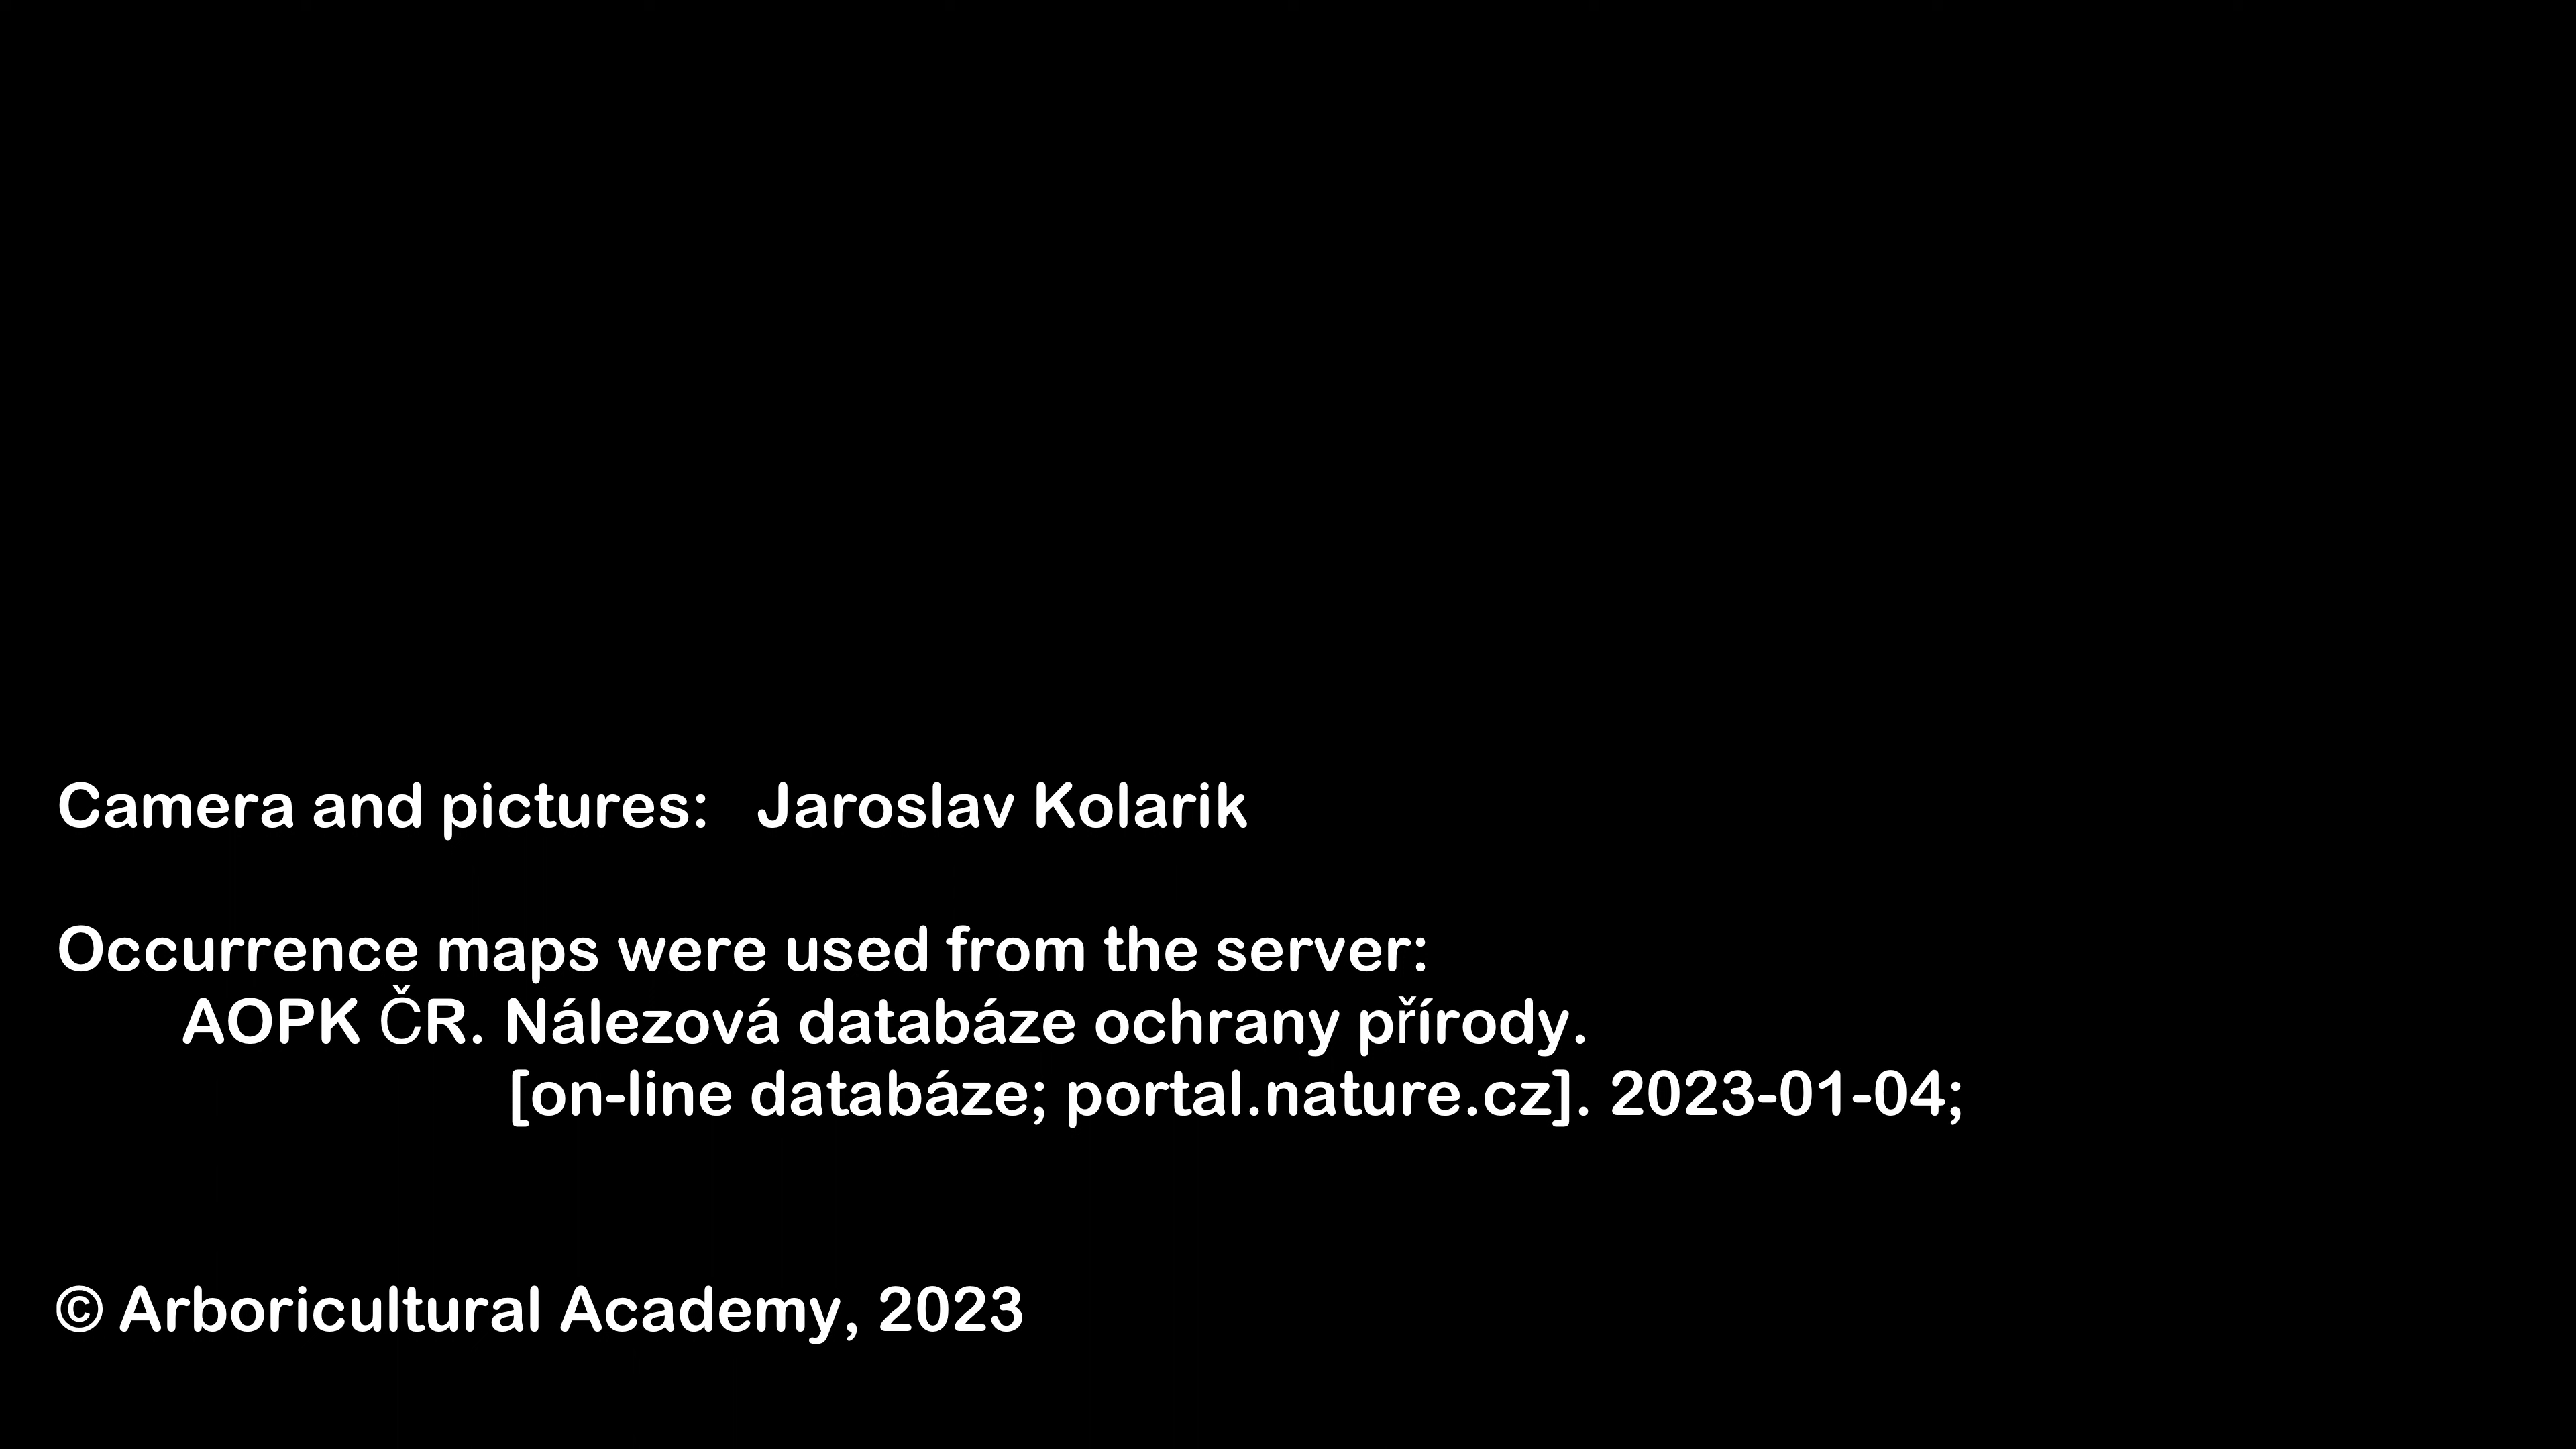 Camera and pictures: Jaroslav Kolarik
Occurrence maps were used from the server:
AOPK ČR. Nálezová databáze ochrany přírody.
[on-line databáze; portal.nature.cz]. 2023-01-04;
© Arboricultural Academy, 2023